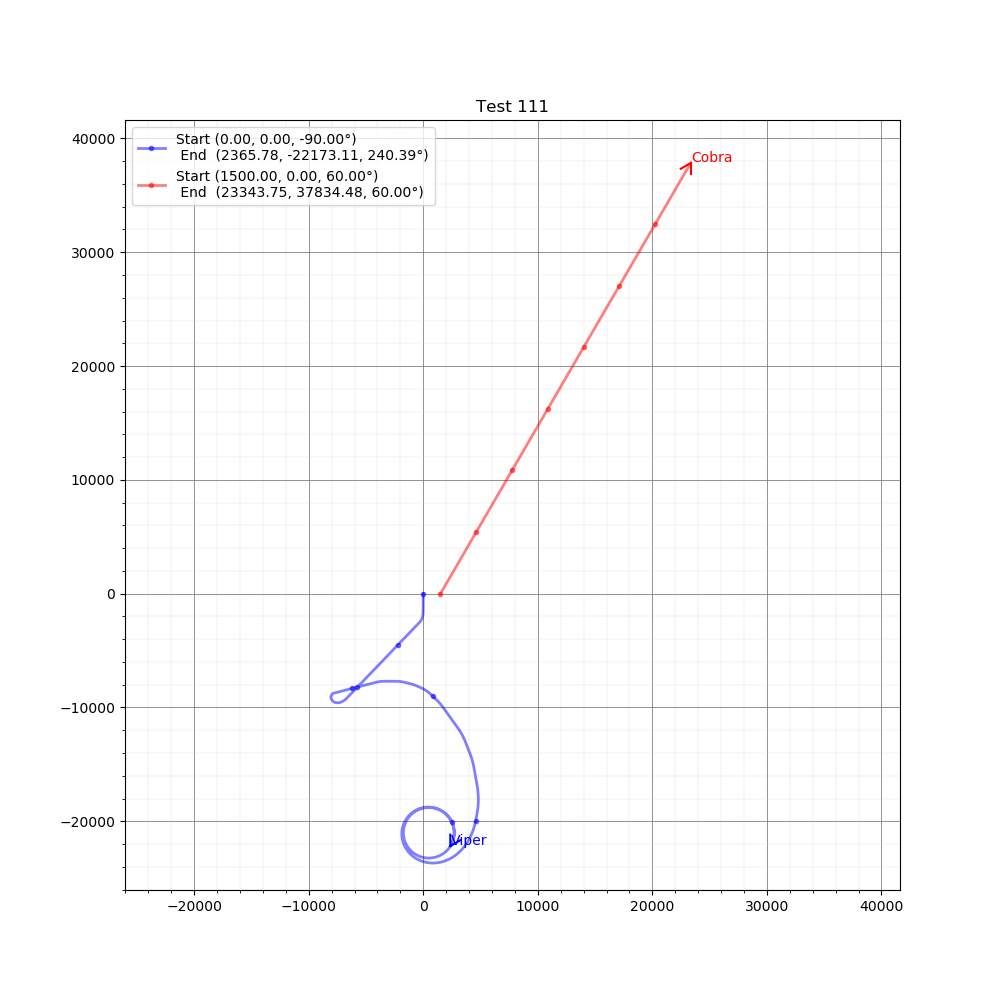 Test 111
Start (0.00, 0.00, -90.00°)
End  (2365.78, -22173.11, 240.39°)
Start (1500.00, 0.00, 60.00°)
End  (23343.75, 37834.48, 60.00°)
Cobra
Viper
40000
30000
20000
10000
0
−10000
−20000
−20000
−10000
0
10000
20000
30000
40000